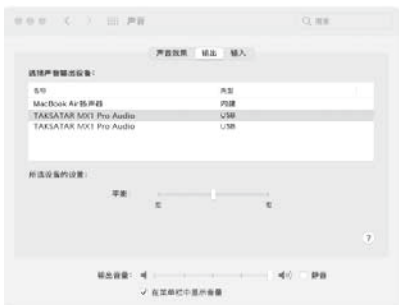 声音
搜索
声音效果 输出 输入
选择声音输出设备：
名称 类型
MacBook Air扬声器 内建
TAKSATAR MX1 Pro Audio USB
TAKSATAR MX1 Pro Audio USB
所选设备的设置：
平衡：
左 右
?
输出音量： 静音
在菜单栏中显示音量